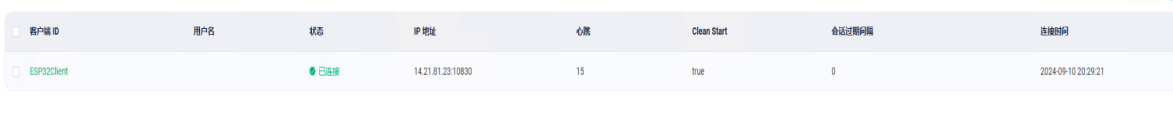 客户端 ID 用户名 状态 IP 地址 心跳 Clean Start 会话过期间隔 连接时间
ESP32Client 已连接 14.21.81.23:10830 15 true 0 2024-09-10 20:29:21